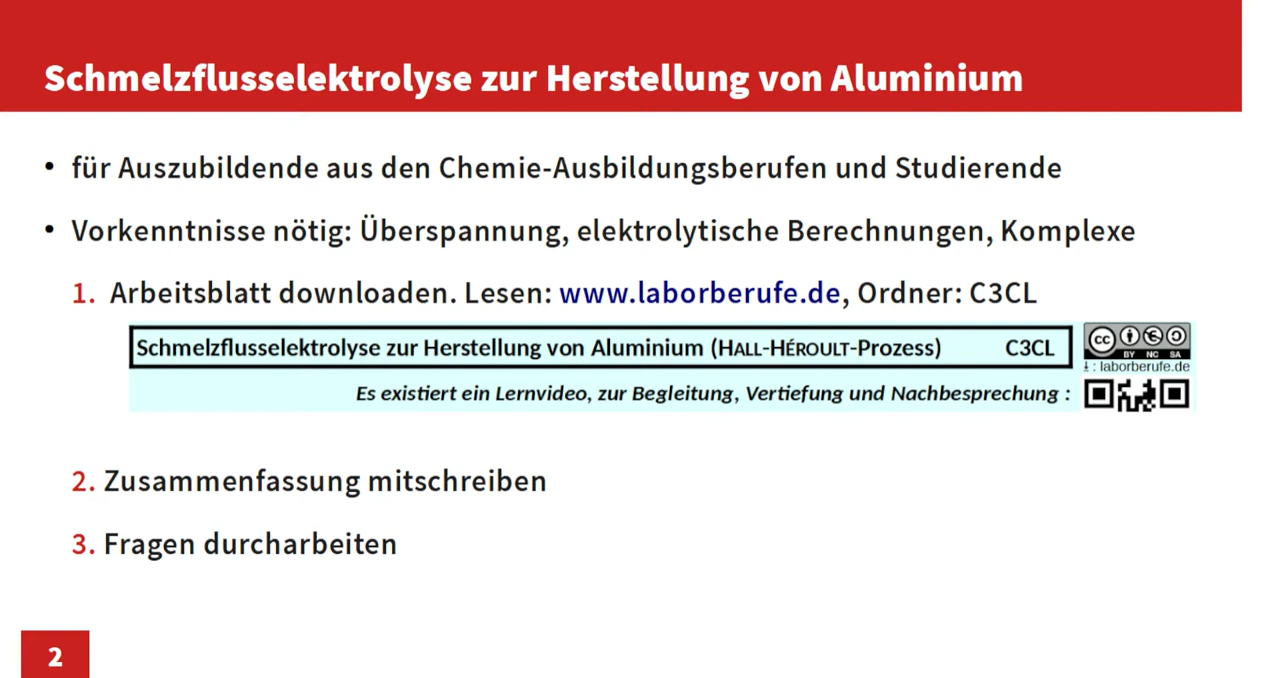 Schmelzflusselektrolyse zur Herstellung von Aluminium
• für Auszubildende aus den Chemie-Ausbildungsberufen und Studierende
• Vorkenntnisse nötig: Überspannung, elektrolytische Berechnungen, Komplexe
1. Arbeitsblatt downloaden. Lesen: www.laborberufe.de, Ordner: C3CL
Schmelzflusselektrolyse zur Herstellung von Aluminium (HALL-HÉROULT-Prozess) C3CL
cc BY NC SA
⭳: laborberufe.de
Es existiert ein Lernvideo, zur Begleitung, Vertiefung und Nachbesprechung :
2. Zusammenfassung mitschreiben
3. Fragen durcharbeiten
2